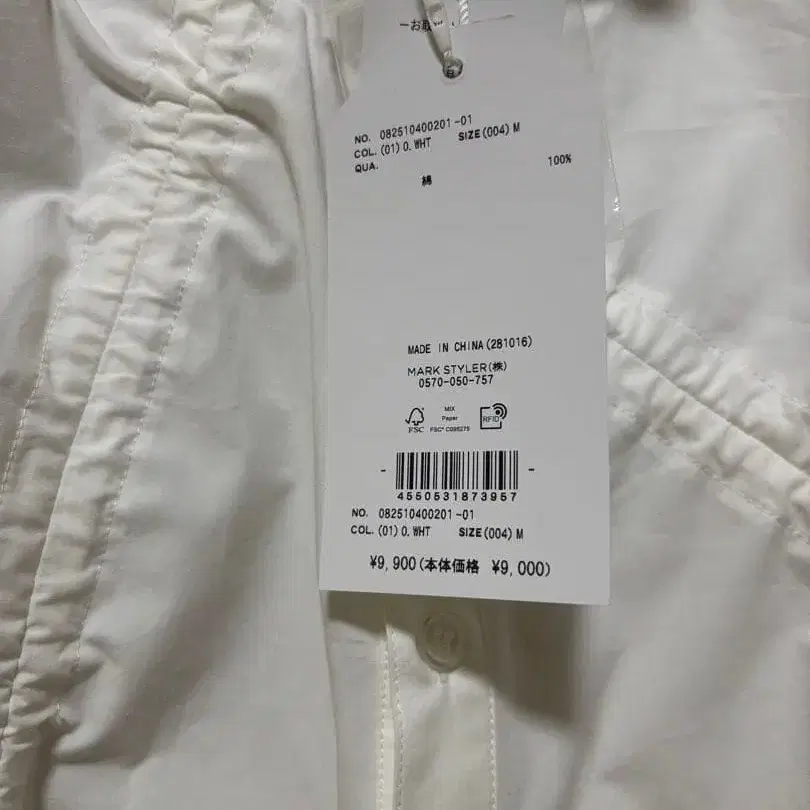 NO. 082510400201-01
COL. (01) O. WHT SIZE (004) M
QUA. 100%
綿
MADE IN CHINA (281016)
MARK STYLER(株)
0570-050-757
MIX
Paper
FSC FSC® C095275
RFID
4550531873957
NO. 082510400201-01
COL. (01) O. WHT SIZE (004) M
¥9,900(本体価格 ¥9,000)